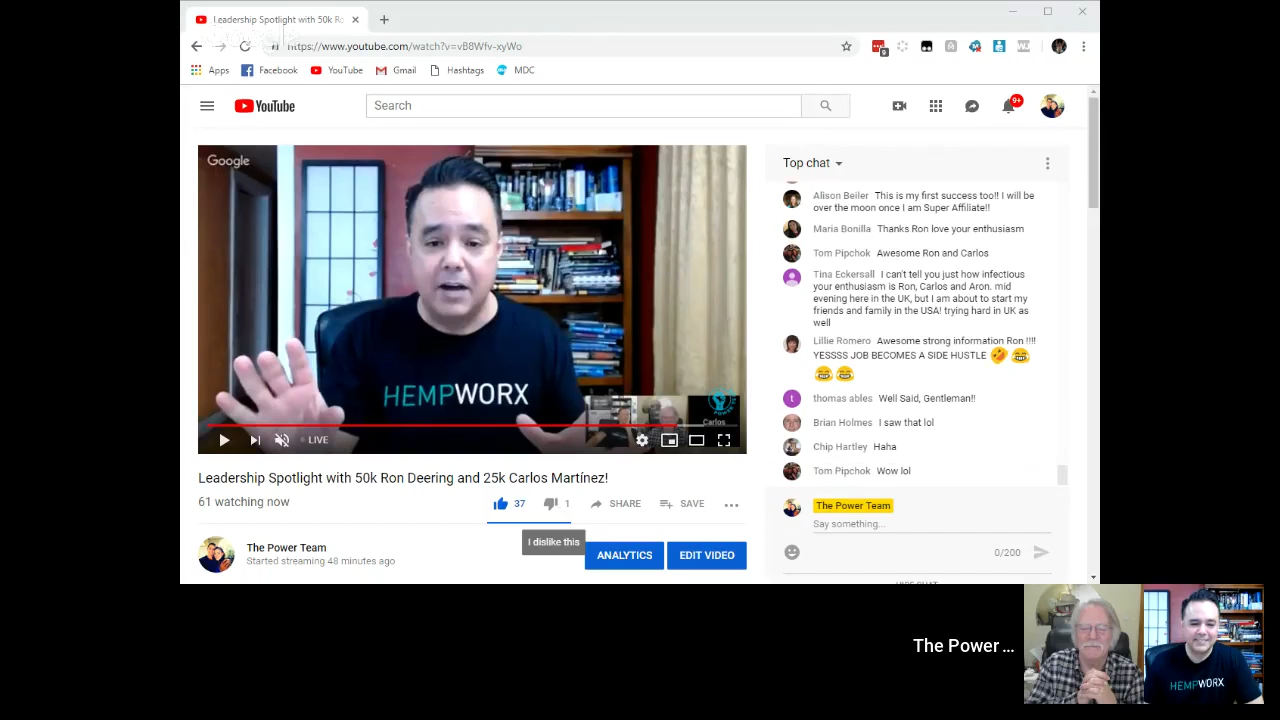 Leadership Spotlight with 50k Ro
https://www.youtube.com/watch?v=vB8Wfv-xyWo
9
Apps Facebook YouTube Gmail Hashtags MDC
YouTube
Search
9+
Google
HEMPWORX
Carlos
LIVE
Leadership Spotlight with 50k Ron Deering and 25k Carlos Martínez!
61 watching now
37 1 SHARE SAVE
I dislike this
The Power Team
Started streaming 48 minutes ago
ANALYTICS EDIT VIDEO
Top chat
Alison Beiler This is my first success too!! I will be
over the moon once I am Super Affiliate!!
Maria Bonilla Thanks Ron love your enthusiasm
Tom Pipchok Awesome Ron and Carlos
Tina Eckersall I can't tell you just how infectious
your enthusiasm is Ron, Carlos and Aron. mid
evening here in the UK, but I am about to start my
friends and family in the USA! trying hard in UK as
well
Lillie Romero Awesome strong information Ron !!!!
YESSSS JOB BECOMES A SIDE HUSTLE 🤣 😂
😂 😂
t thomas ables Well Said, Gentleman!!
Brian Holmes I saw that lol
Chip Hartley Haha
Tom Pipchok Wow lol
The Power Team
Say something...
0/200
HIDE CHAT
The Power ...
HEMPWORX